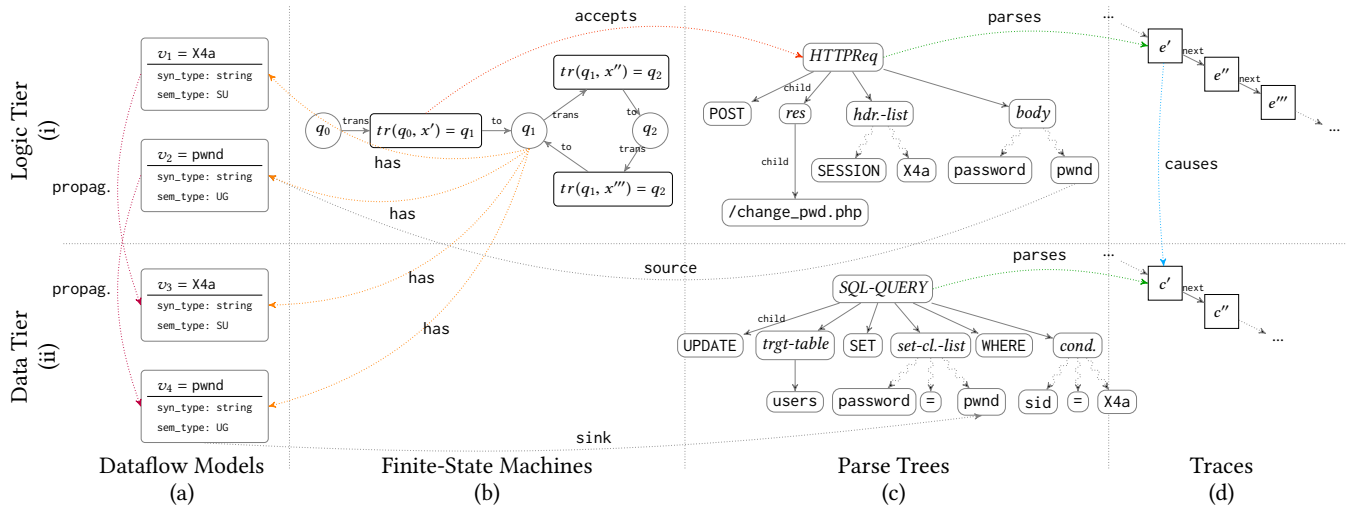 Logic Tier
(i)
Data Tier
(ii)
v₁ = X4a
syn_type: string
sem_type: SU
v₂ = pwnd
syn_type: string
sem_type: UG
propag.
v₃ = X4a
syn_type: string
sem_type: SU
propag.
v₄ = pwnd
syn_type: string
sem_type: UG
accepts
q₀
trans
tr(q₀, x′) = q₁
to
q₁
trans
tr(q₁, x′′) = q₂
to
q₂
trans
tr(q₁, x′′′) = q₂
to
has
has
has
has
source
sink
parses
HTTPReq
child
POST
res
hdr.-list
body
child
SESSION
X4a
password
pwnd
/change_pwd.php
parses
SQL-QUERY
child
UPDATE
trgt-table
SET
set-cl.-list
WHERE
cond.
users
password
=
pwnd
sid
=
X4a
...
e′
next
e′′
next
e′′′
...
causes
...
c′
next
c′′
...
Dataflow Models
(a)
Finite-State Machines
(b)
Parse Trees
(c)
Traces
(d)